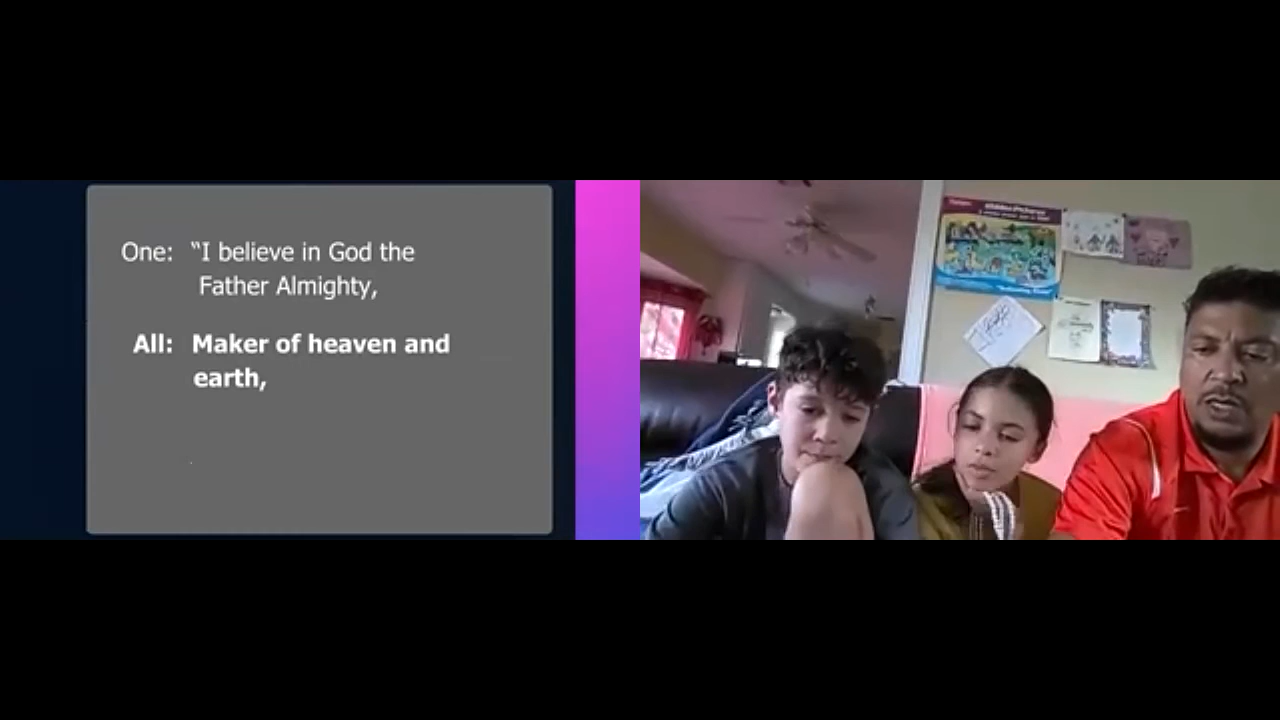 One: “I believe in God the
Father Almighty,
All: Maker of heaven and
earth,